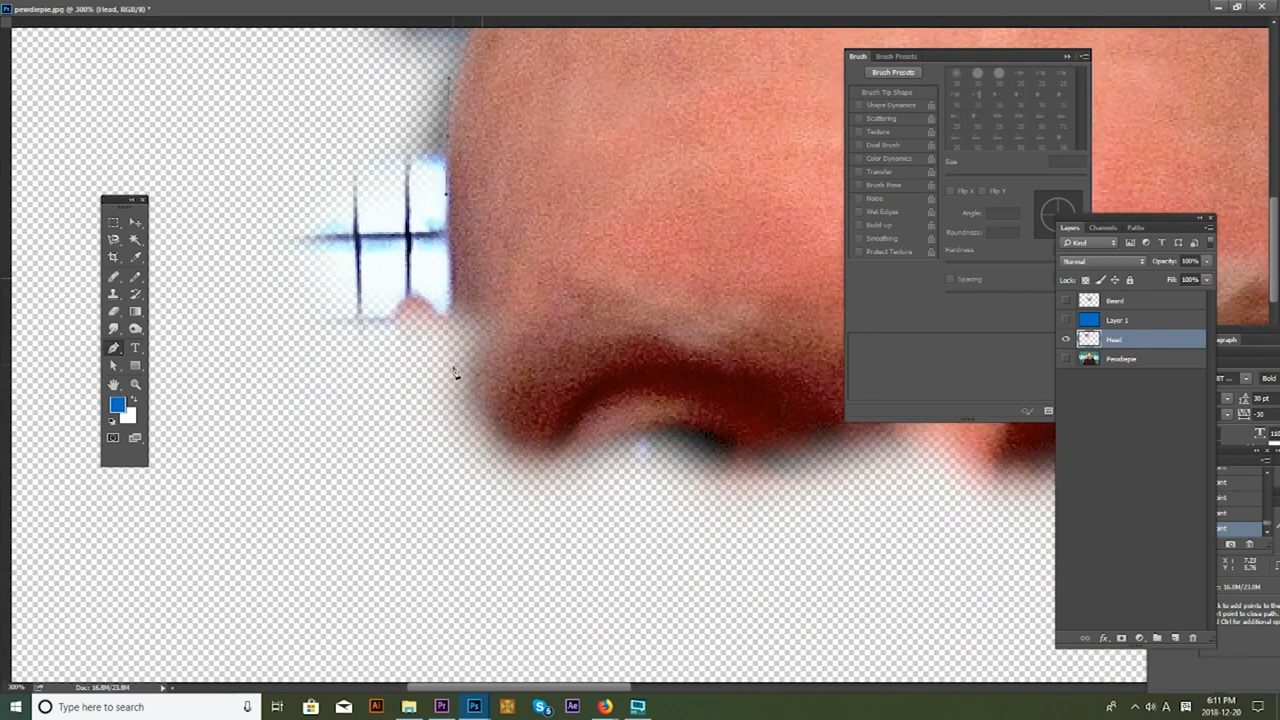 pewdiepie.jpg @ 300% (Head, RGB/8) *
Brush
Brush Presets
Brush Presets
Brush Tip Shape
Shape Dynamics
Scattering
Texture
Dual Brush
Color Dynamics
Transfer
Brush Pose
Noise
Wet Edges
Build-up
Smoothing
Protect Texture
Size
Flip X
Flip Y
Angle:
Roundness:
Hardness
Spacing
Layers
Channels
Paths
Kind
Normal
Opacity:
100%
Lock:
Fill:
100%
Beard
Layer 1
Head
Pewdiepie
Bold
30 pt
X :
7.23
Y :
5.76
Doc: 16.8M/23.8M
300%
Doc: 16.8M/23.8M
Type here to search
6:11 PM
2018-12-20